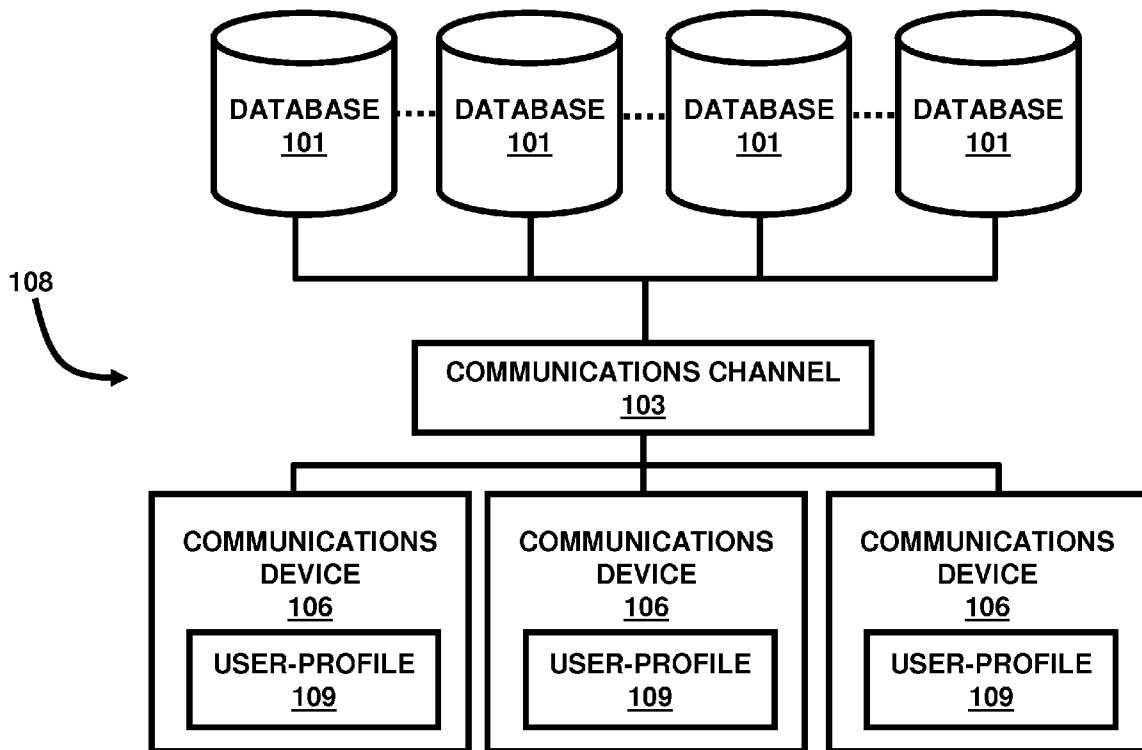 DATABASE DATABASE DATABASE DATABASE
101 101 101 101
108
COMMUNICATIONS CHANNEL
103
COMMUNICATIONS COMMUNICATIONS COMMUNICATIONS
DEVICE DEVICE DEVICE
106 106 106
USER-PROFILE USER-PROFILE USER-PROFILE
109 109 109